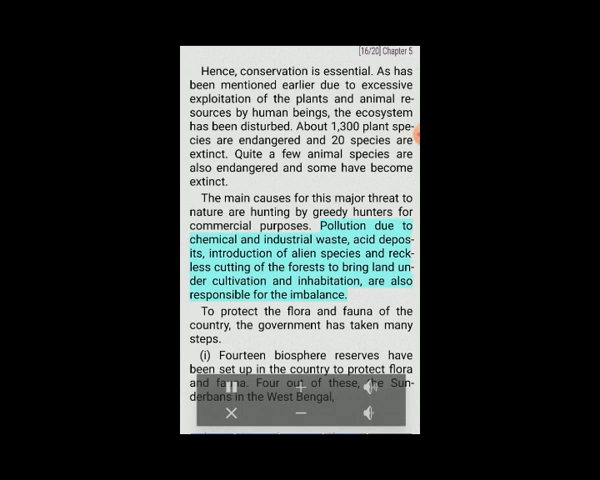 [16/20] Chapter 5
Hence, conservation is essential. As has
been mentioned earlier due to excessive
exploitation of the plants and animal re-
sources by human beings, the ecosystem
has been disturbed. About 1,300 plant spe-
cies are endangered and 20 species are
extinct. Quite a few animal species are
also endangered and some have become
extinct.
The main causes for this major threat to
nature are hunting by greedy hunters for
commercial purposes. Pollution due to
chemical and industrial waste, acid depos-
its, introduction of alien species and reck-
less cutting of the forests to bring land un-
der cultivation and inhabitation, are also
responsible for the imbalance.
To protect the flora and fauna of the
country, the government has taken many
steps.
(i) Fourteen biosphere reserves have
been set up in the country to protect flora
and fauna. Four out of these, the Sun-
derbans in the West Bengal,